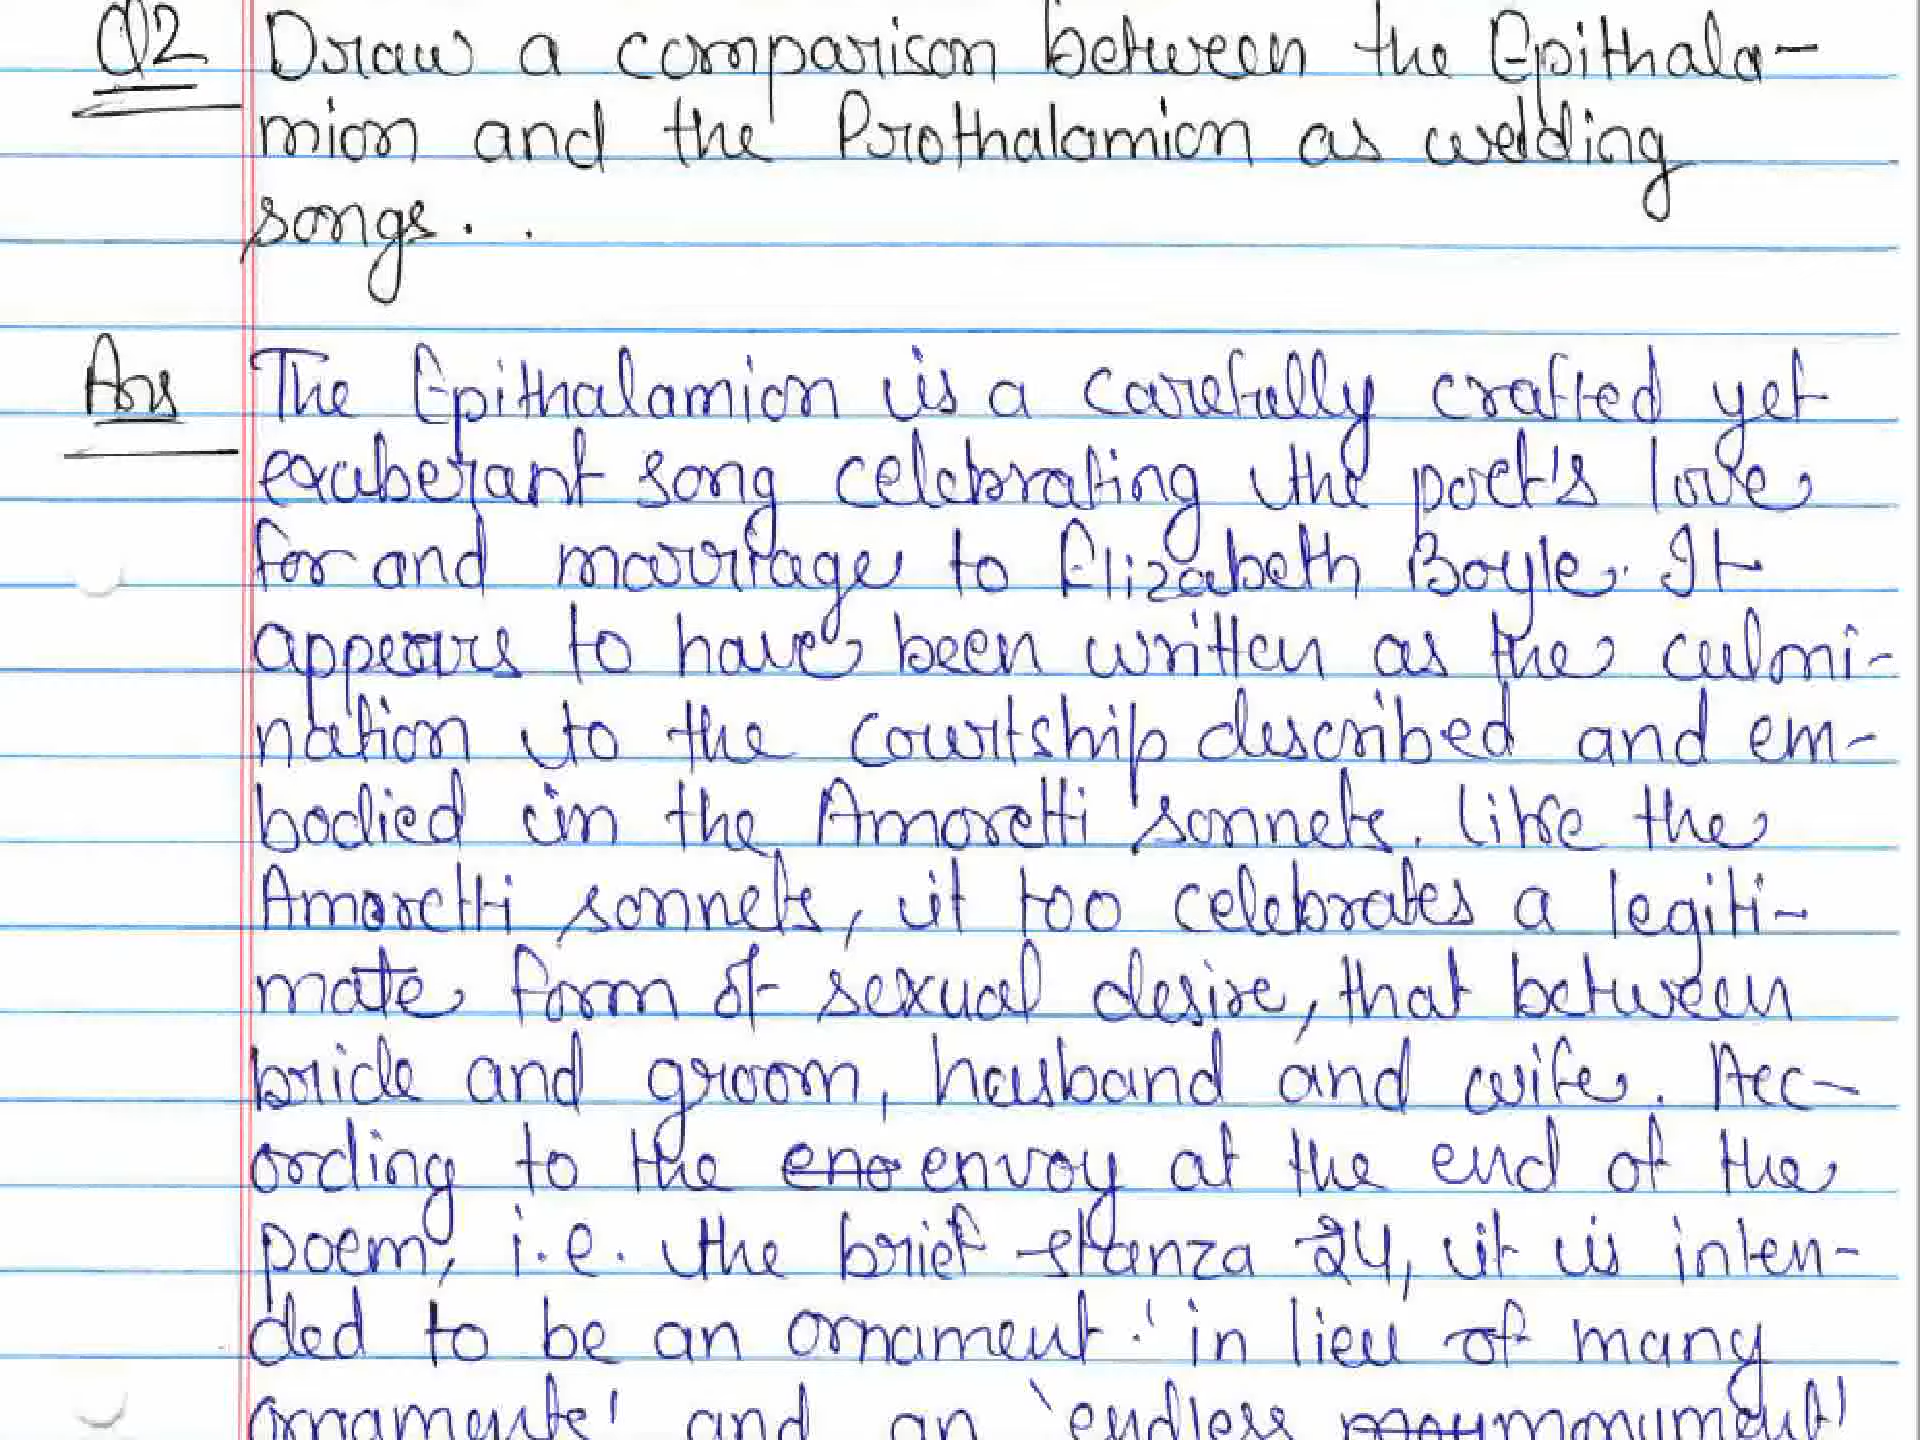 Q2 Draw a comparison between the Epithala-
mion and the Prothalamion as wedding
songs. .
Ans The Epithalamion is a carefully crafted yet
exuberant song celebrating the poet's love
for and marriage to Elizabeth Boyle. It
appears to have been written as the culmi-
nation to the courtship described and em-
bodied in the Amoretti sonnets. Like the
Amoretti sonnets, it too celebrates a legiti-
mate form of sexual desire, that between
bride and groom, husband and wife. Acc-
ording to the eno envoy at the end of the
poem, i.e. the brief stanza 24, it is inten-
ded to be an ornament 'in lieu of many
ornaments' and an 'endless monument'